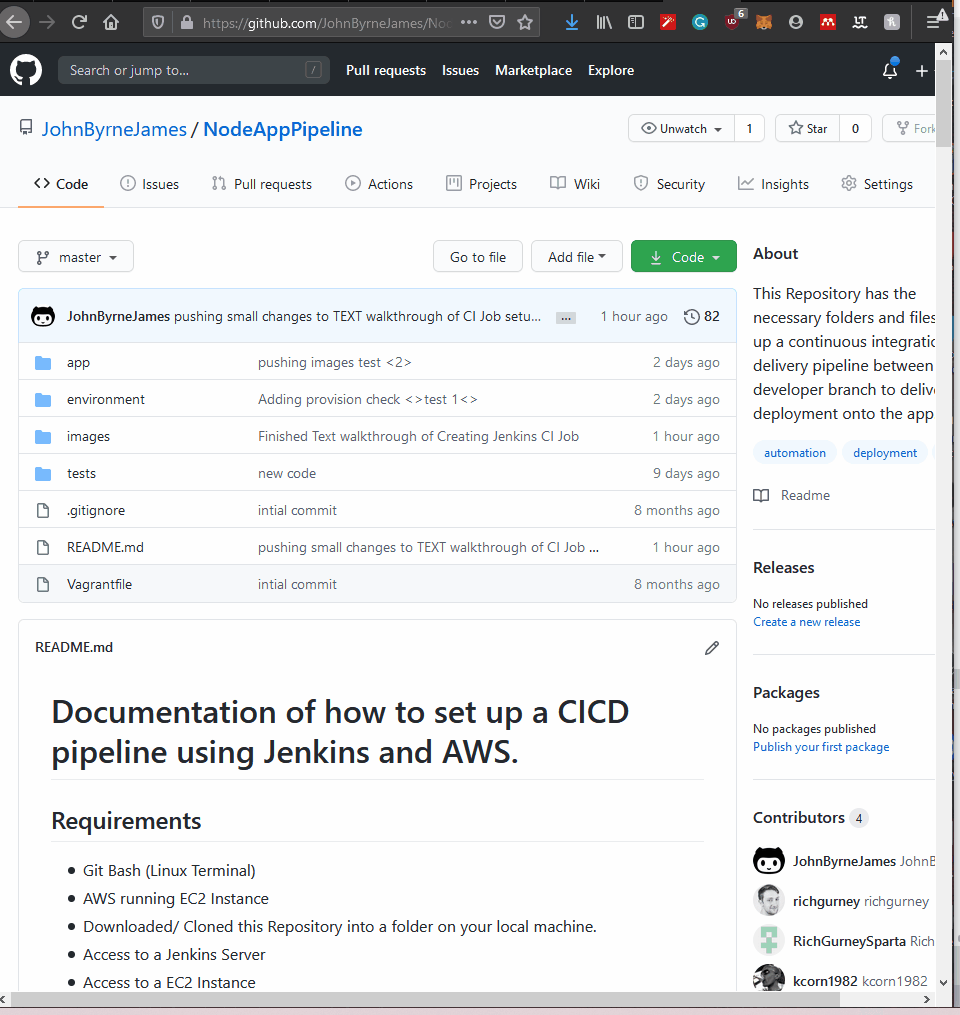 https://github.com/JohnByrneJames/No
6
Search or jump to...
/
Pull requests
Issues
Marketplace
Explore
JohnByrneJames / NodeAppPipeline
Unwatch
1
Star
0
Fork
Code
Issues
Pull requests
Actions
Projects
Wiki
Security
Insights
Settings
master
Go to file
Add file
Code
JohnByrneJames pushing small changes to TEXT walkthrough of CI Job setu...
...
1 hour ago
82
app
pushing images test <2>
2 days ago
environment
Adding provision check <>test 1<>
2 days ago
images
Finished Text walkthrough of Creating Jenkins CI Job
1 hour ago
tests
new code
9 days ago
.gitignore
intial commit
8 months ago
README.md
pushing small changes to TEXT walkthrough of CI Job ...
1 hour ago
Vagrantfile
intial commit
8 months ago
README.md
Documentation of how to set up a CICD
pipeline using Jenkins and AWS.
Requirements
Git Bash (Linux Terminal)
AWS running EC2 Instance
Downloaded/ Cloned this Repository into a folder on your local machine.
Access to a Jenkins Server
Access to a EC2 Instance
About
This Repository has the
necessary folders and files
up a continuous integratio
delivery pipeline between
developer branch to delive
deployment onto the app
automation
deployment
Readme
Releases
No releases published
Create a new release
Packages
No packages published
Publish your first package
Contributors 4
JohnByrneJames JohnB
richgurney richgurney
RichGurneySparta Rich
kcorn1982 kcorn1982